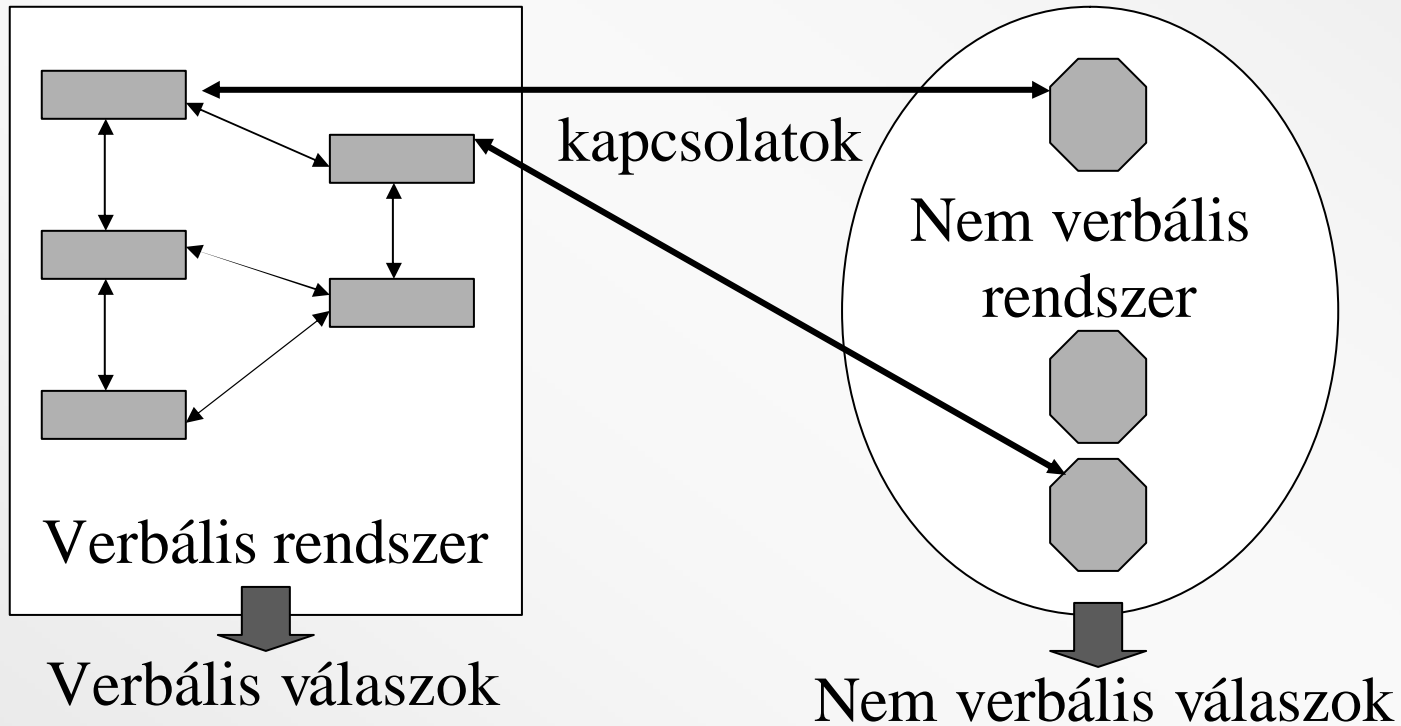 kapcsolatok
Nem verbális
rendszer
Verbális rendszer
Verbális válaszok
Nem verbális válaszok